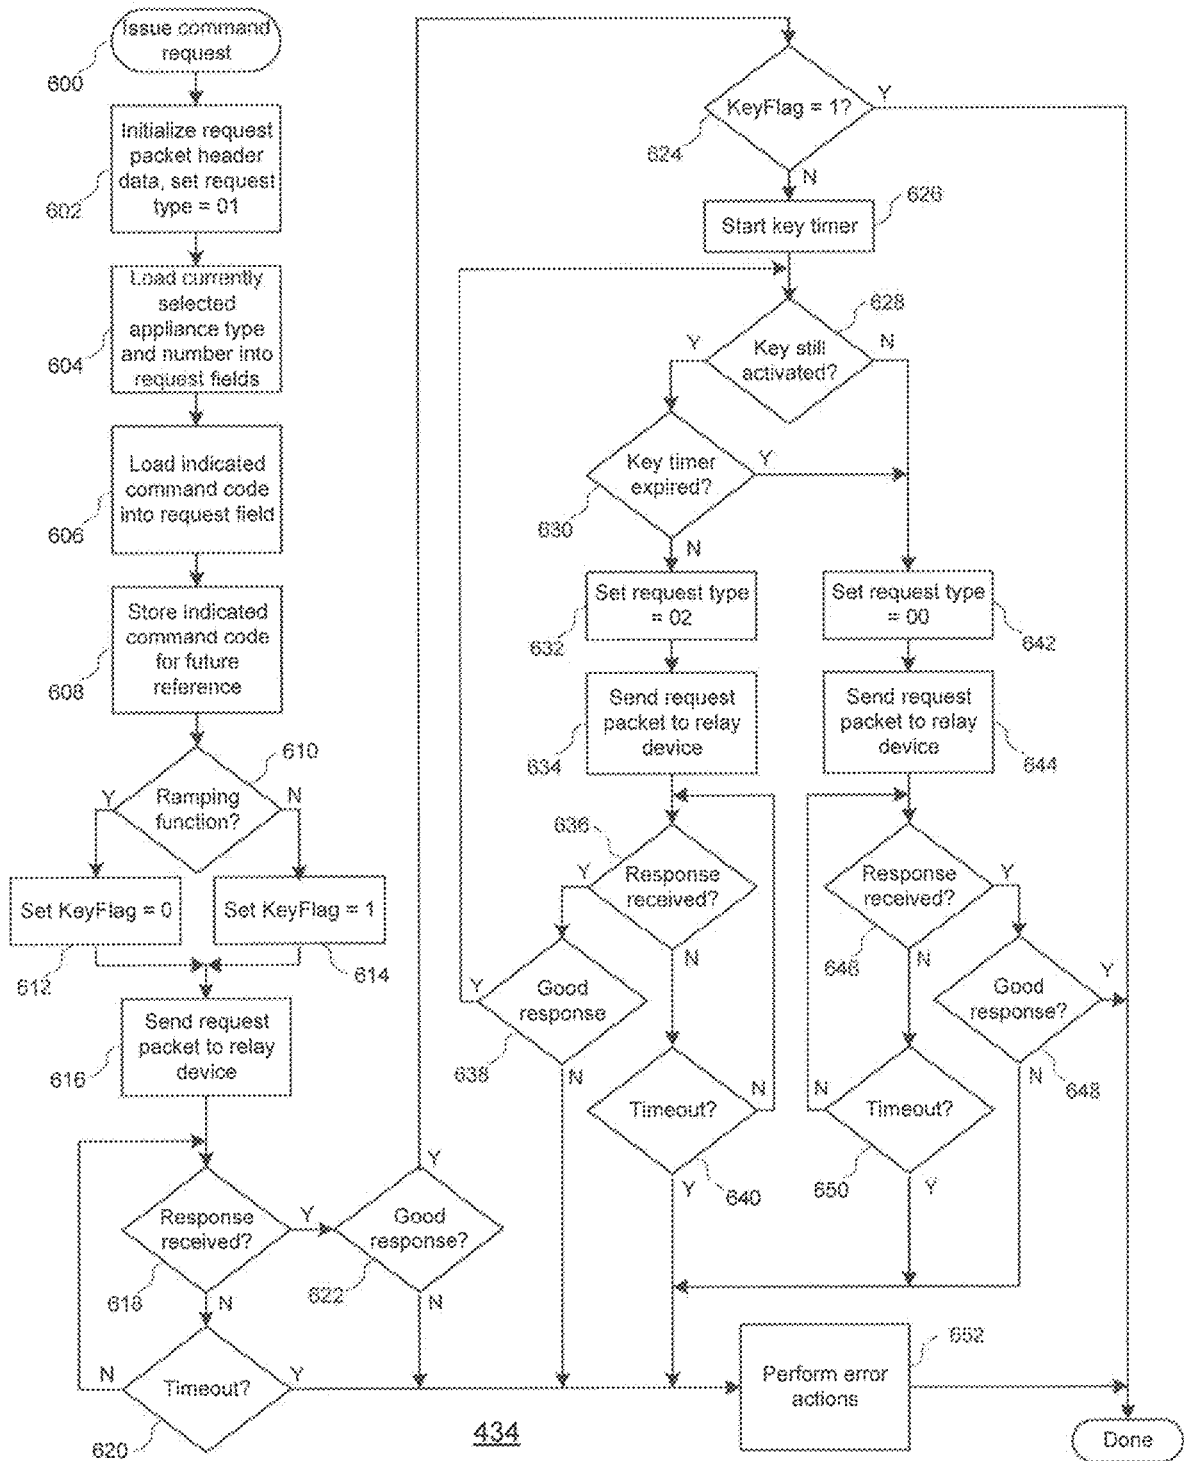 Issue command
request
600
Initialize request
packet header
data, set request
type = 01
602
Load currently
selected
appliance type
and number into
request fields
604
Load indicated
command code
into request field
606
Store indicated
command code
for future
reference
608
610
Ramping
function?
Y
N
Set KeyFlag = 0
Set KeyFlag = 1
612
614
Send request
packet to relay
device
616
Response
received?
Y
618
N
Timeout?
N
Y
620
Good
response?
Y
622
N
KeyFlag = 1?
Y
624
N
Start key timer
626
628
Key still
activated?
Y
N
Key timer
expired?
Y
630
N
Set request type
= 02
632
Send request
packet to relay
device
634
636
Response
received?
Y
N
Good
response
Y
638
N
Timeout?
N
640
Y
Set request type
= 00
642
Send request
packet to relay
device
644
Response
received?
Y
646
N
Good
response?
Y
648
N
Timeout?
N
650
Y
Perform error
actions
652
Done
434